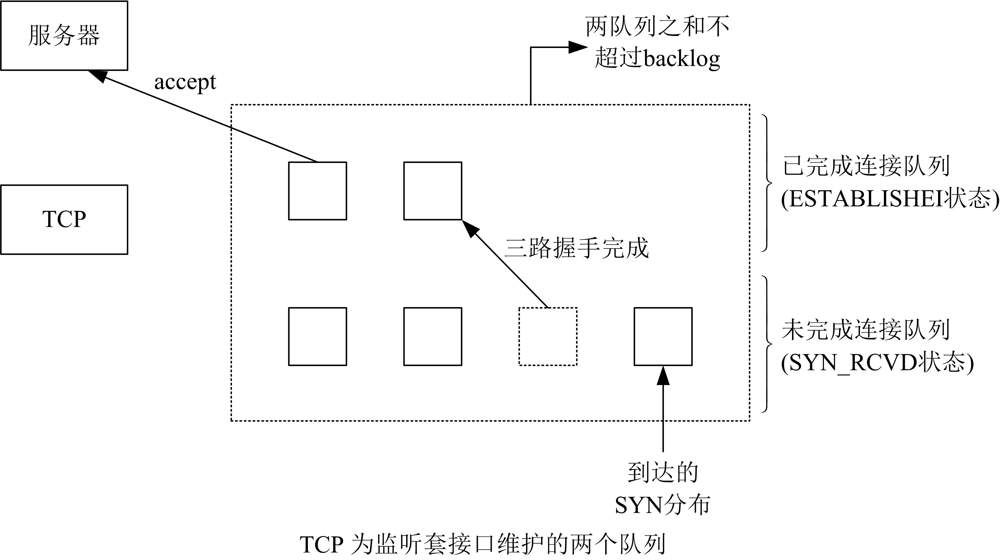 服务器
两队列之和不
超过backlog
accept
已完成连接队列
(ESTABLISHEI状态)
TCP
三路握手完成
未完成连接队列
(SYN_RCVD状态)
到达的
SYN分布
TCP 为监听套接口维护的两个队列